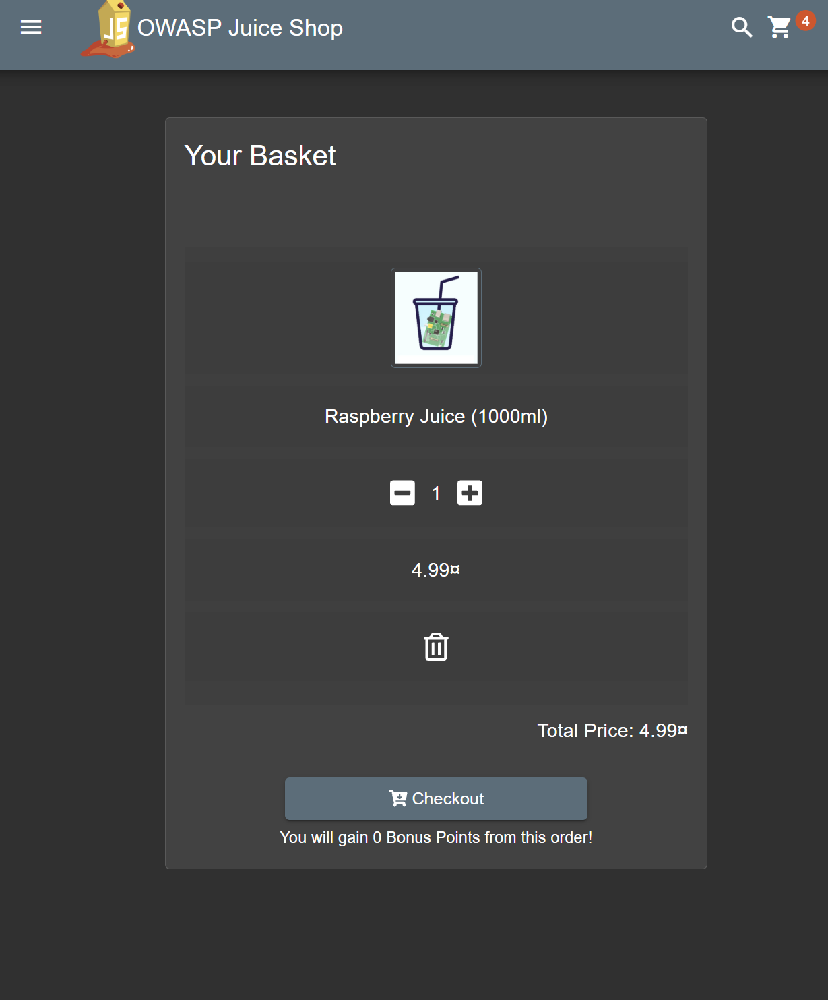 OWASP Juice Shop
4
Your Basket
Raspberry Juice (1000ml)
1
4.99¤
Total Price: 4.99¤
Checkout
You will gain 0 Bonus Points from this order!